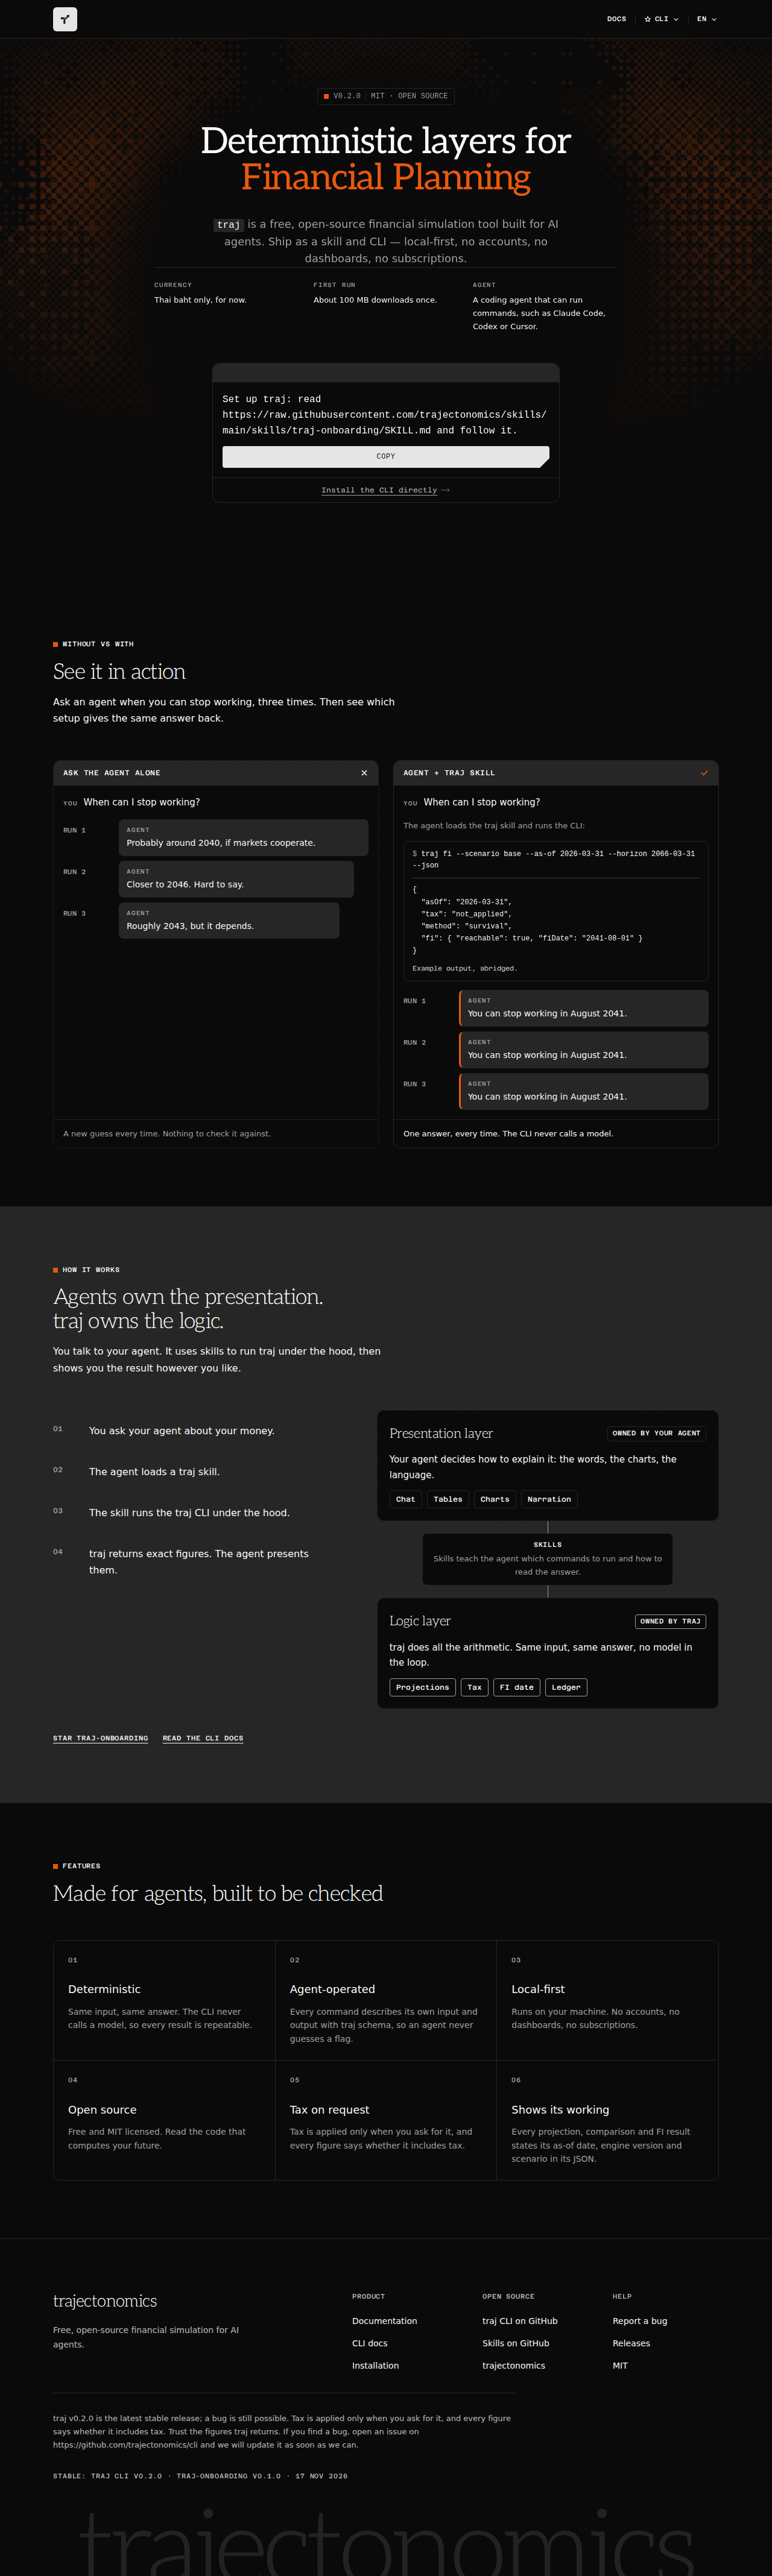 DOCS
CLI
EN
V0.2.0
MIT · OPEN SOURCE
Deterministic layers for
Financial Planning
traj is a free, open-source financial simulation tool built for AI
agents. Ship as a skill and CLI — local-first, no accounts, no
dashboards, no subscriptions.
CURRENCY
Thai baht only, for now.
FIRST RUN
About 100 MB downloads once.
AGENT
A coding agent that can run
commands, such as Claude Code,
Codex or Cursor.
Set up traj: read
https://raw.githubusercontent.com/trajectonomics/skills/
main/skills/traj-onboarding/SKILL.md and follow it.
COPY
Install the CLI directly →
WITHOUT VS WITH
See it in action
Ask an agent when you can stop working, three times. Then see which
setup gives the same answer back.
ASK THE AGENT ALONE
YOU When can I stop working?
RUN 1
AGENT
Probably around 2040, if markets cooperate.
RUN 2
AGENT
Closer to 2046. Hard to say.
RUN 3
AGENT
Roughly 2043, but it depends.
A new guess every time. Nothing to check it against.
AGENT + TRAJ SKILL
YOU When can I stop working?
The agent loads the traj skill and runs the CLI:
$ traj fi --scenario base --as-of 2026-03-31 --horizon 2066-03-31
--json
{
"asOf": "2026-03-31",
"tax": "not_applied",
"method": "survival",
"fi": { "reachable": true, "fiDate": "2041-08-01" }
}
Example output, abridged.
RUN 1
AGENT
You can stop working in August 2041.
RUN 2
AGENT
You can stop working in August 2041.
RUN 3
AGENT
You can stop working in August 2041.
One answer, every time. The CLI never calls a model.
HOW IT WORKS
Agents own the presentation.
traj owns the logic.
You talk to your agent. It uses skills to run traj under the hood, then
shows you the result however you like.
01
You ask your agent about your money.
02
The agent loads a traj skill.
03
The skill runs the traj CLI under the hood.
04
traj returns exact figures. The agent presents
them.
Presentation layer
OWNED BY YOUR AGENT
Your agent decides how to explain it: the words, the charts, the
language.
Chat
Tables
Charts
Narration
SKILLS
Skills teach the agent which commands to run and how to
read the answer.
Logic layer
OWNED BY TRAJ
traj does all the arithmetic. Same input, same answer, no model in
the loop.
Projections
Tax
FI date
Ledger
STAR TRAJ-ONBOARDING
READ THE CLI DOCS
FEATURES
Made for agents, built to be checked
01
Deterministic
Same input, same answer. The CLI never
calls a model, so every result is repeatable.
02
Agent-operated
Every command describes its own input and
output with traj schema, so an agent never
guesses a flag.
03
Local-first
Runs on your machine. No accounts, no
dashboards, no subscriptions.
04
Open source
Free and MIT licensed. Read the code that
computes your future.
05
Tax on request
Tax is applied only when you ask for it, and
every figure says whether it includes tax.
06
Shows its working
Every projection, comparison and FI result
states its as-of date, engine version and
scenario in its JSON.
trajectonomics
Free, open-source financial simulation for AI
agents.
PRODUCT
Documentation
CLI docs
Installation
OPEN SOURCE
traj CLI on GitHub
Skills on GitHub
trajectonomics
HELP
Report a bug
Releases
MIT
traj v0.2.0 is the latest stable release; a bug is still possible. Tax is applied only when you ask for it, and every figure
says whether it includes tax. Trust the figures traj returns. If you find a bug, open an issue on
https://github.com/trajectonomics/cli and we will update it as soon as we can.
STABLE: TRAJ CLI V0.2.0 · TRAJ-ONBOARDING V0.1.0 · 17 NOV 2026
trajectonomics